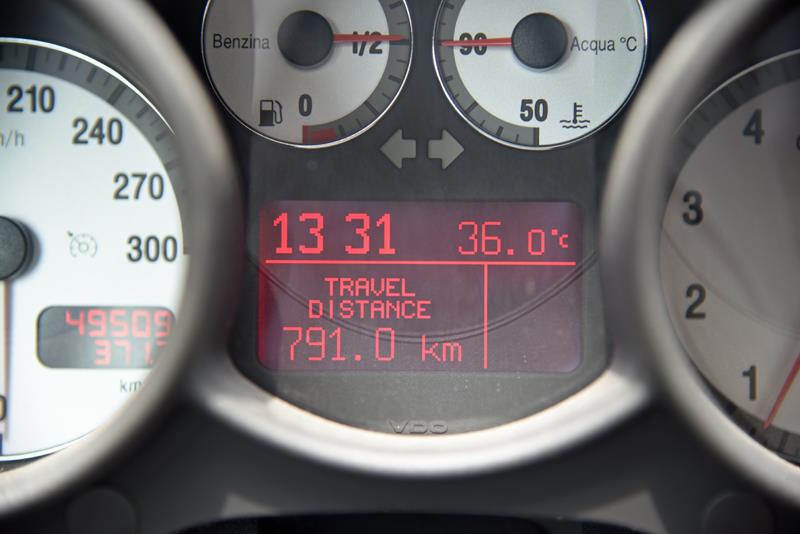 Benzina
1/2
0
90
Acqua °C
50
210
240
270
300
49509
km
13 31
36.0°c
TRAVEL
DISTANCE
791.0 km
VDO
4
3
2
1